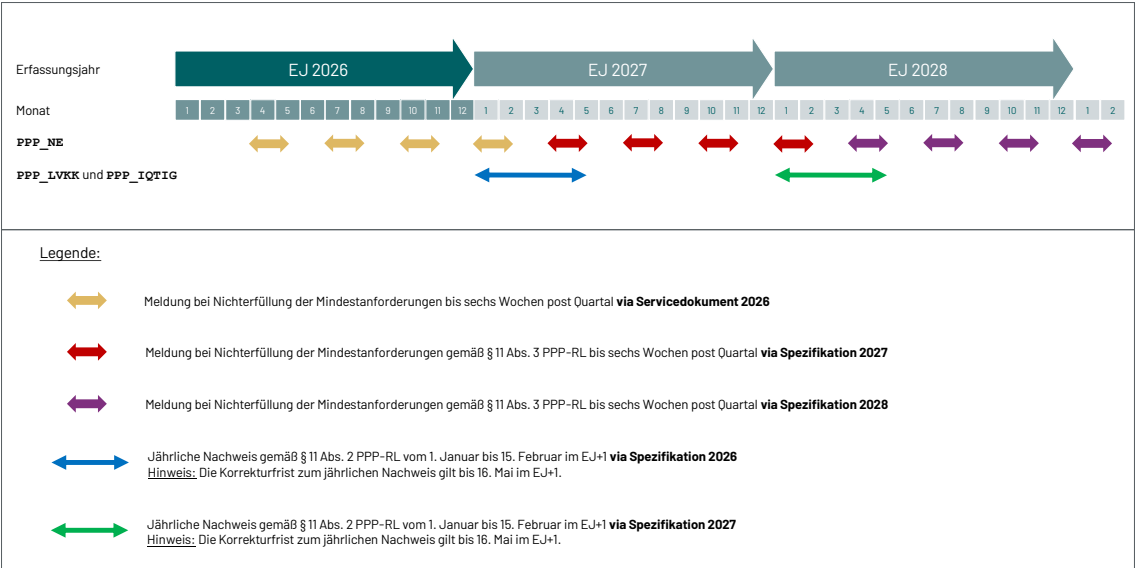 EJ 2026 EJ 2027 EJ 2028
Erfassungsjahr
Monat 1 2 3 4 5 6 7 8 9 10 11 12 1 2 3 4 5 6 7 8 9 10 11 12 1 2 3 4 5 6 7 8 9 10 11 12 1 2
PPP_NE
PPP_LVKK und PPP_IQTIG
Legende:
Meldung bei Nichterfüllung der Mindestanforderungen bis sechs Wochen post Quartal via Servicedokument 2026
Meldung bei Nichterfüllung der Mindestanforderungen gemäß § 11 Abs. 3 PPP-RL bis sechs Wochen post Quartal via Spezifikation 2027
Meldung bei Nichterfüllung der Mindestanforderungen gemäß § 11 Abs. 3 PPP-RL bis sechs Wochen post Quartal via Spezifikation 2028
Jährliche Nachweis gemäß § 11 Abs. 2 PPP-RL vom 1. Januar bis 15. Februar im EJ+1 via Spezifikation 2026
Hinweis: Die Korrekturfrist zum jährlichen Nachweis gilt bis 16. Mai im EJ+1.
Jährliche Nachweis gemäß § 11 Abs. 2 PPP-RL vom 1. Januar bis 15. Februar im EJ+1 via Spezifikation 2027
Hinweis: Die Korrekturfrist zum jährlichen Nachweis gilt bis 16. Mai im EJ+1.